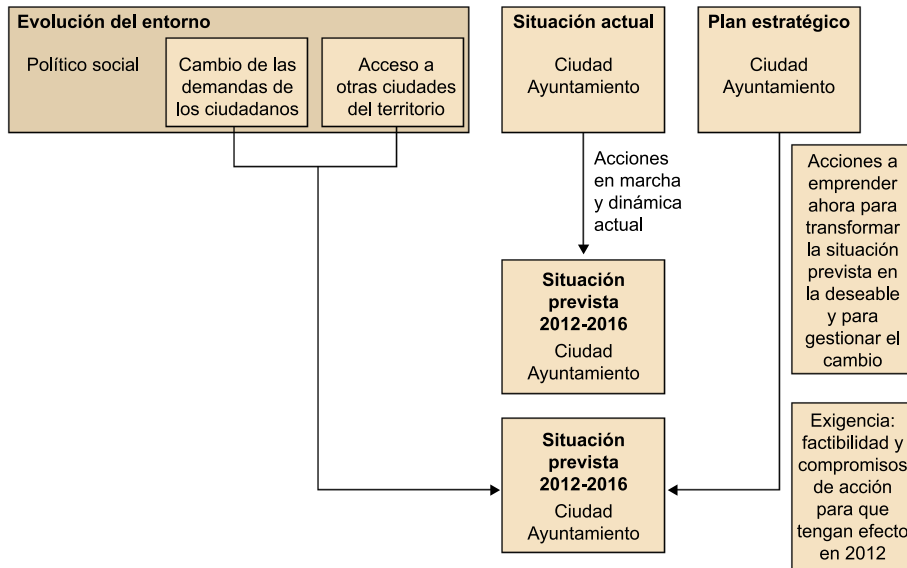 Evolución del entorno
Político social
Cambio de las
demandas de
los ciudadanos
Acceso a
otras ciudades
del territorio
Situación actual
Ciudad
Ayuntamiento
Plan estratégico
Ciudad
Ayuntamiento
Acciones
en marcha
y dinámica
actual
Acciones a
emprender
ahora para
transformar
la situación
prevista en
la deseable
y para
gestionar el
cambio
Situación
prevista
2012-2016
Ciudad
Ayuntamiento
Situación
prevista
2012-2016
Ciudad
Ayuntamiento
Exigencia:
factibilidad y
compromisos
de acción
para que
tengan efecto
en 2012